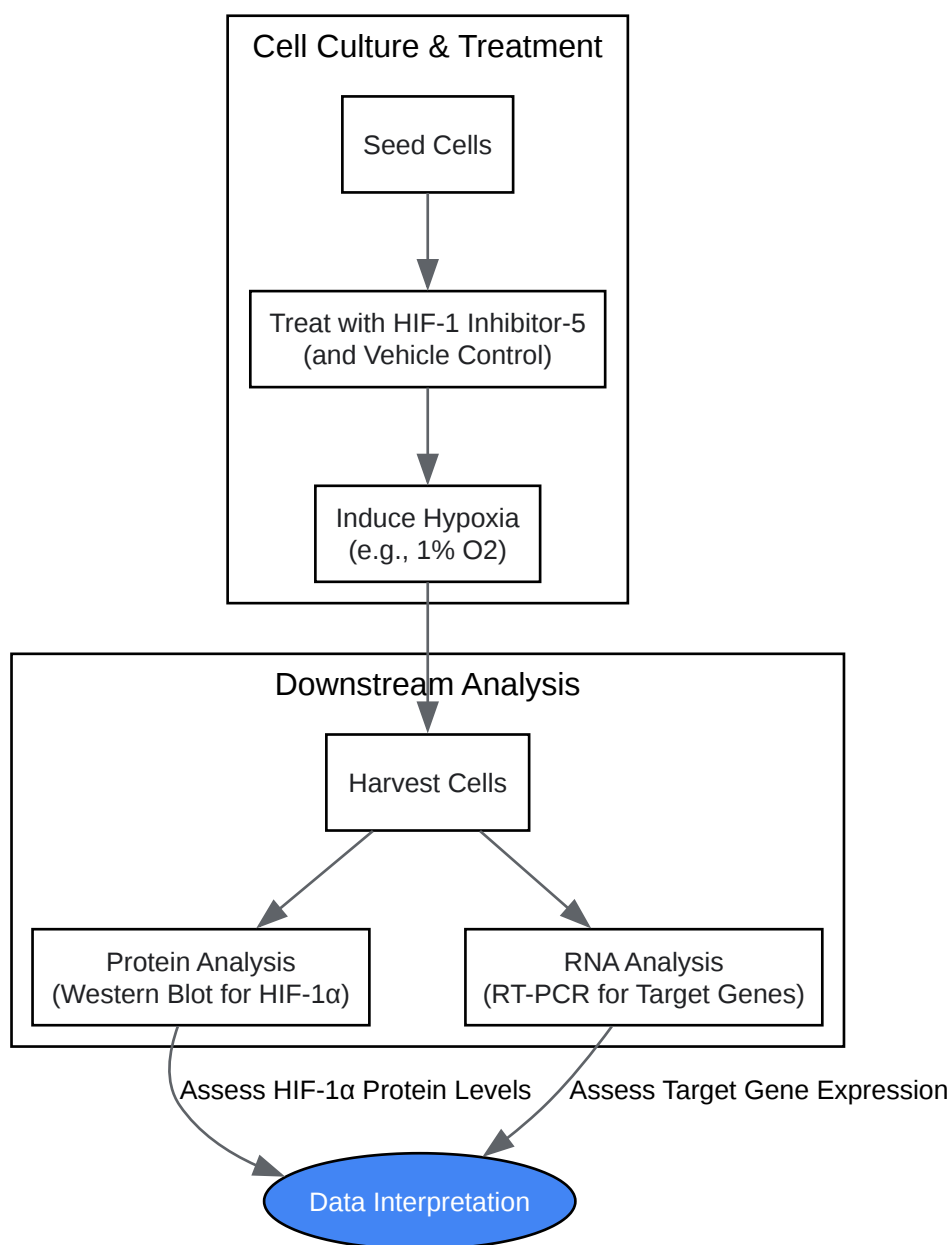 Cell Culture & Treatment
Seed Cells
Treat with HIF-1 Inhibitor-5
(and Vehicle Control)
Induce Hypoxia
(e.g., 1% O2)
Downstream Analysis
Harvest Cells
Protein Analysis
(Western Blot for HIF-1α)
RNA Analysis
(RT-PCR for Target Genes)
Assess HIF-1α Protein Levels
Assess Target Gene Expression
Data Interpretation